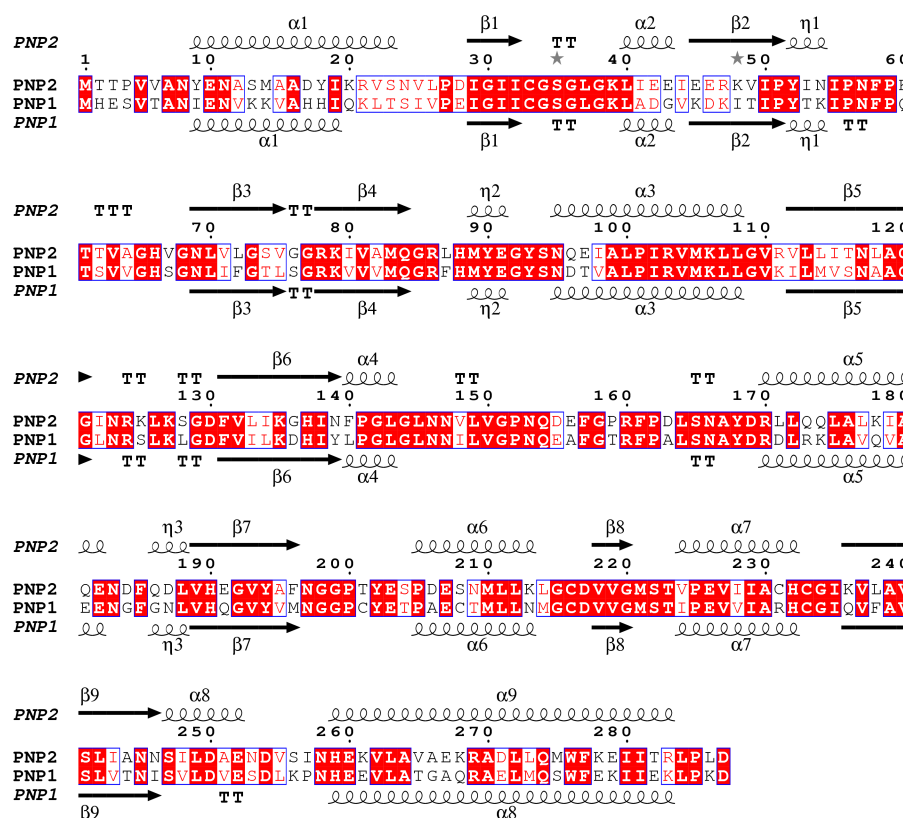 α1 β1 α2 β2 η1
PNP2 TT
1 10 20 30 ★ 40 ★ 50 60
PNP2 MTTPVVANYENASMAADYIKRVSNVLPDIGIICGSGLGKLIEEIEERKVIPYINIPNFPK
PNP1 MHESVTANIENVKKVAHHIQKLTSIVPEIGIICGSGLGKLADGVKDKITIPYTKIPNFPQ
PNP1 TT TT
α1 β1 α2 β2 η1
β3 β4 η2 α3 β5
PNP2 TTT TT
70 80 90 100 110 120
PNP2 TTVAGHVGNLVLGSVGGRKIVAMQGRLHMYEGYSNQEIALPIRVMKLLGVRVLLITNLAG
PNP1 TSVVGHSGNLIFGTLSGRKVVVMQGRFHMYEGYSNDTVALPIRVMKLLGVKILMVSNAAG
PNP1 TT
β3 β4 η2 α3 β5
β6 α4 α5
PNP2 TT TT TT TT
130 140 150 160 170 180
PNP2 GINRKLKSGDFVLIKGHINFPGLGLNNVLVGPNQDEFGPRFPDLSNAYDRLLQQLALKIA
PNP1 GLNRSLKLGDFVILKDHIYLPGLGLNNILVGPNQEAFGTRFPALSNAYDRDLRKLAVQVA
PNP1 TT TT TT
β6 α4 α5
η3 β7 α6 β8 α7
PNP2
190 200 210 220 230 240
PNP2 QENDFQDLVHEGVYAFNGGPTYESPDESNMLLKLGCDVVGMSTVPEVIIACHCGIKVLAV
PNP1 EENGFGNLVHQGVYVMNGGPCYETPAECTMLLNMGCDVVGMSTIPEVVIARHCGIQVFAV
PNP1
η3 β7 α6 β8 α7
β9 α8 α9
PNP2
250 260 270 280
PNP2 SLIANNSILDAENDVSINHEKVLAVAEKRADLLQMWFKEIITRLPLD
PNP1 SLVTNISVLDVESDLKPNHEEVLATGAQRAELMQSWFEKIIEKLPKD
PNP1 TT
β9 α8